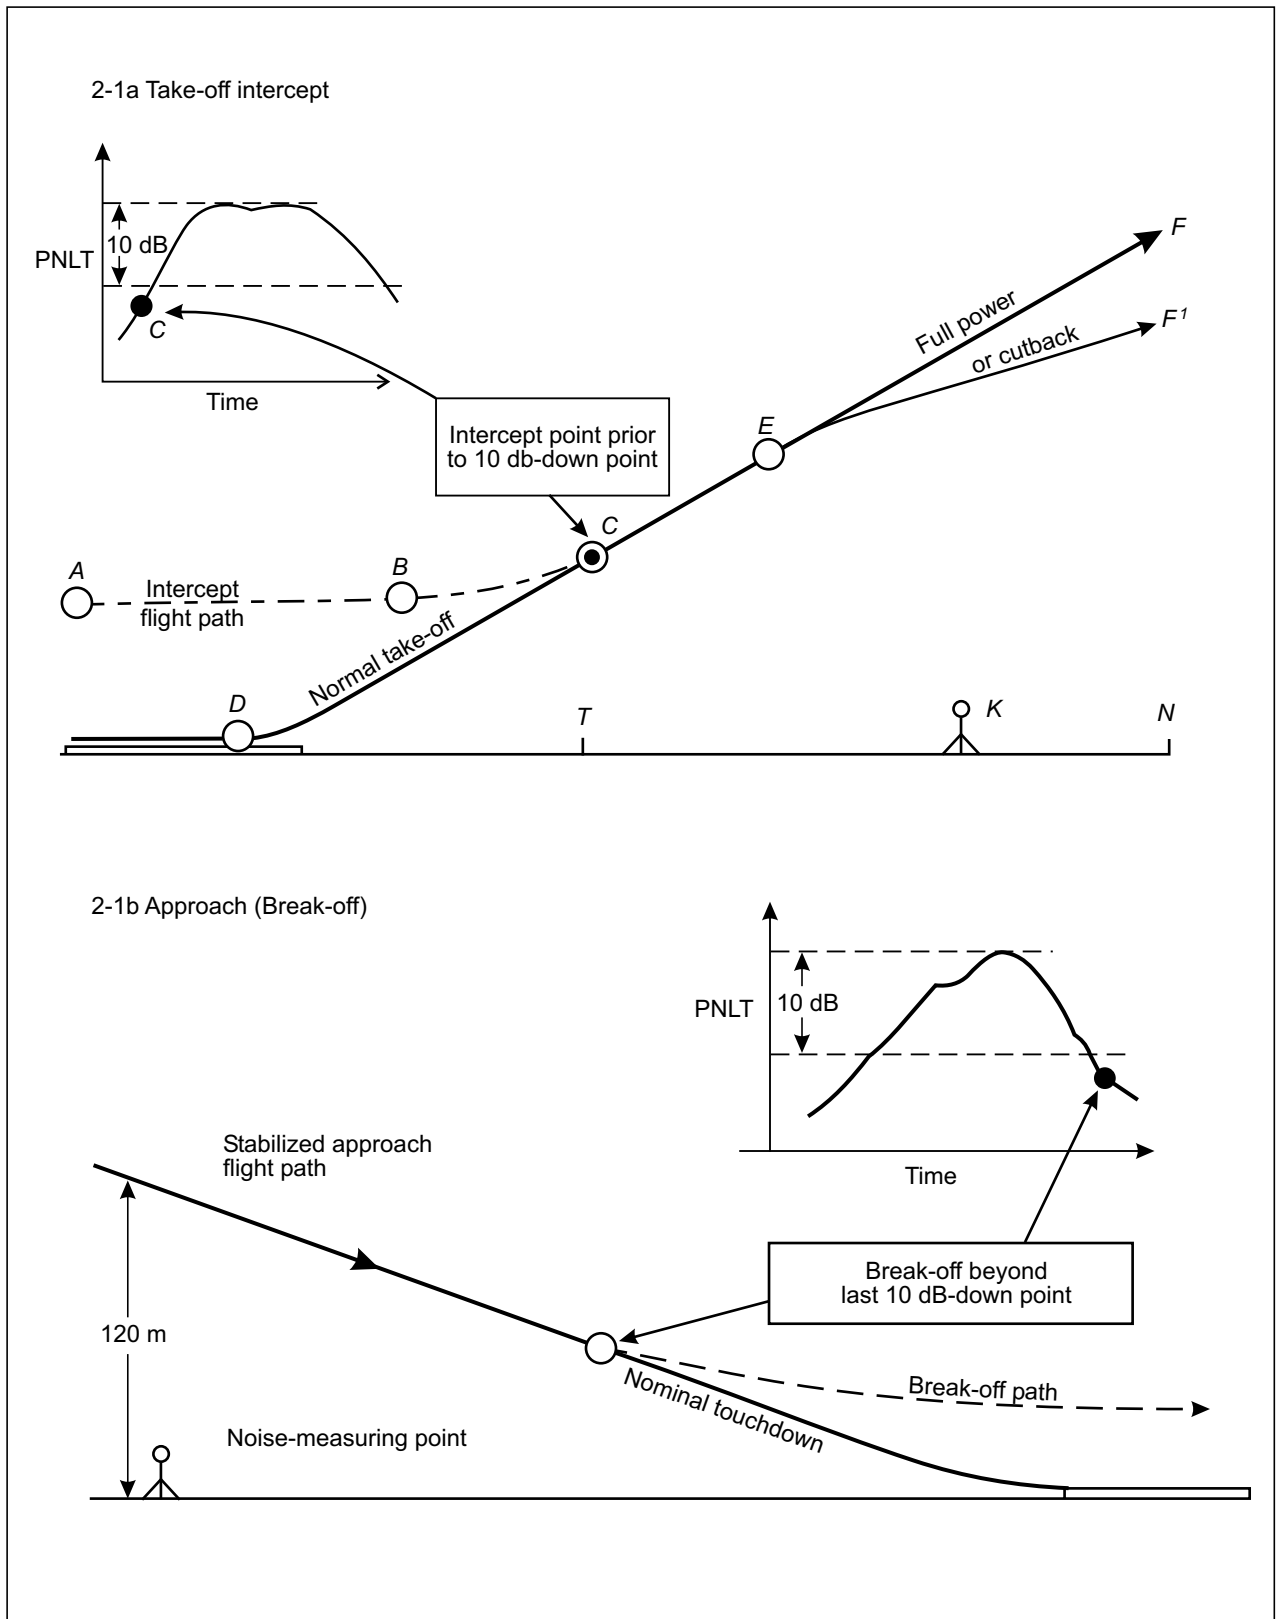 2-1a Take-off intercept
PNLT
10 dB
C
Time
Intercept point prior
to 10 db-down point
F
Full power
F¹
or cutback
E
C
A
Intercept
flight path
B
Normal take-off
D
T
K
N
2-1b Approach (Break-off)
PNLT
10 dB
Time
Stabilized approach
flight path
120 m
Break-off beyond
last 10 dB-down point
Break-off path
Nominal touchdown
Noise-measuring point